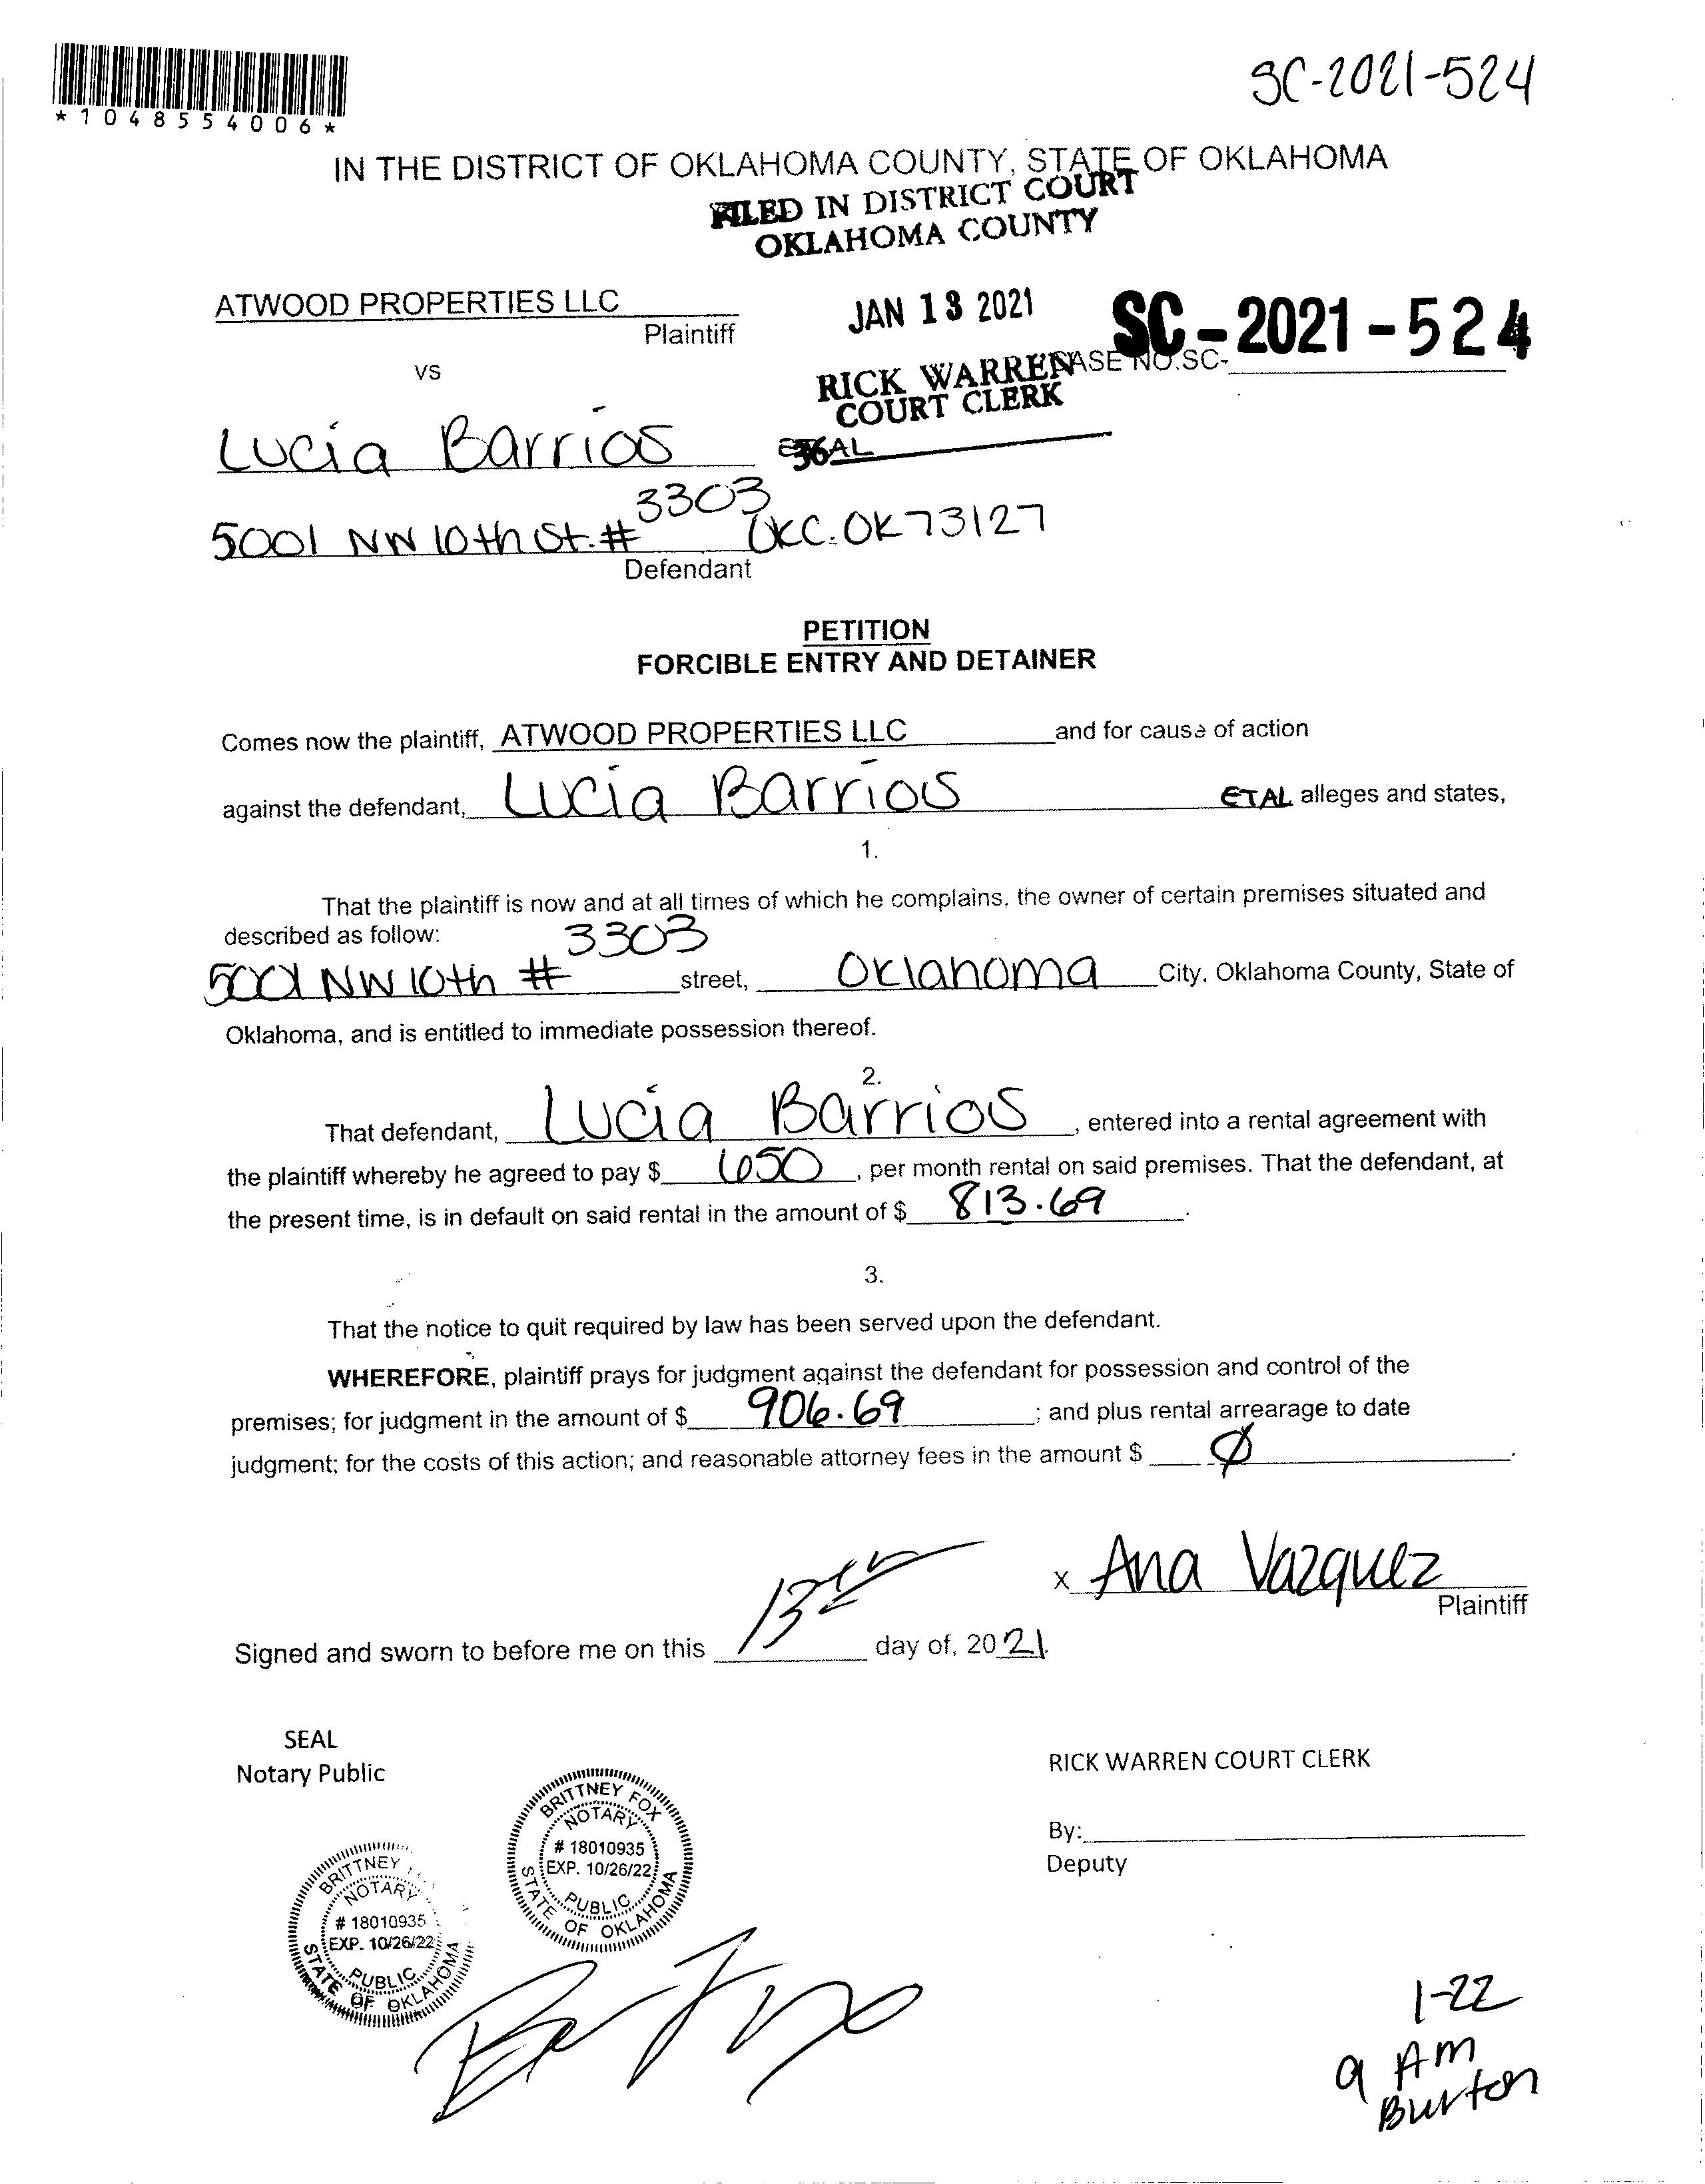 SC-2021-524
*1048554006*
IN THE DISTRICT OF OKLAHOMA COUNTY, STATE OF OKLAHOMA
FILED IN DISTRICT COURT
OKLAHOMA COUNTY
ATWOOD PROPERTIES LLC
Plaintiff
JAN 13 2021
SC-2021-524
vs
RICK WARREN
CASE NO.SC-
COURT CLERK
Lucia Barrios
ETAL
5001 NW 10th St. # 3303 OKC. OK 73127
Defendant
PETITION
FORCIBLE ENTRY AND DETAINER
Comes now the plaintiff, ATWOOD PROPERTIES LLC and for cause of action
against the defendant, Lucia Barrios ETAL alleges and states,
1.
That the plaintiff is now and at all times of which he complains, the owner of certain premises situated and
described as follow:
5001 NW 10th # 3303 street, Oklahoma City, Oklahoma County, State of
Oklahoma, and is entitled to immediate possession thereof.
2.
That defendant, Lucia Barrios, entered into a rental agreement with
the plaintiff whereby he agreed to pay $ 650, per month rental on said premises. That the defendant, at
the present time, is in default on said rental in the amount of $ 813.69.
3.
That the notice to quit required by law has been served upon the defendant.
WHEREFORE, plaintiff prays for judgment against the defendant for possession and control of the
premises; for judgment in the amount of $ 906.69; and plus rental arrearage to date
judgment; for the costs of this action; and reasonable attorney fees in the amount $ Ø.
x Ana Vazquez
Plaintiff
Signed and sworn to before me on this 13th day of, 2021.
SEAL
Notary Public
RICK WARREN COURT CLERK
By:
Deputy
BRITTNEY FOX
NOTARY
# 18010935
EXP. 10/26/22
PUBLIC
STATE OF OKLAHOMA
BRITTNEY
NOTARY
# 18010935
EXP. 10/26/22
PUBLIC
STATE OF OKLAHOMA
1-22
9 AM
Burton